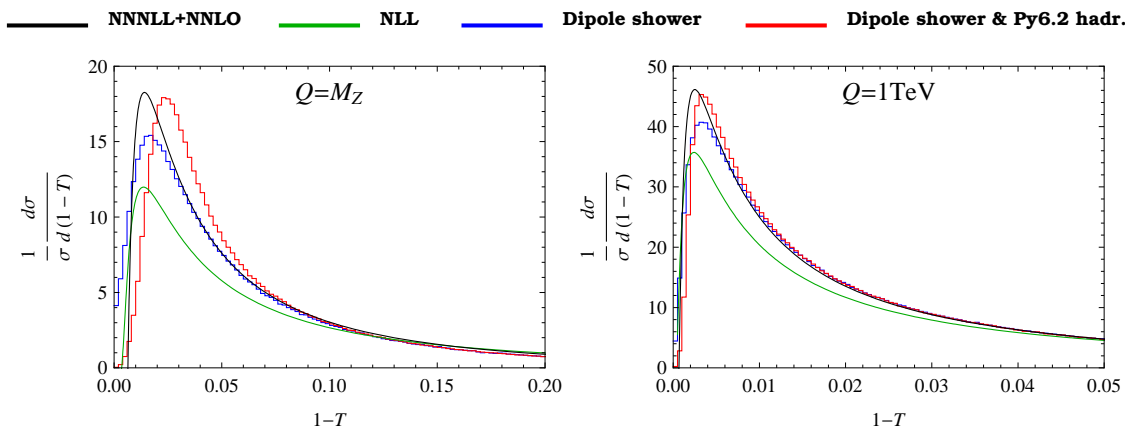 NNNLL+NNLO NLL Dipole shower Dipole shower & Py6.2 hadr.
Q=M_Z
20
15
10
5
0
0.00 0.05 0.10 0.15 0.20
1−T
1/σ dσ/d(1−T)
Q=1TeV
50
40
30
20
10
0
0.00 0.01 0.02 0.03 0.04 0.05
1−T
1/σ dσ/d(1−T)